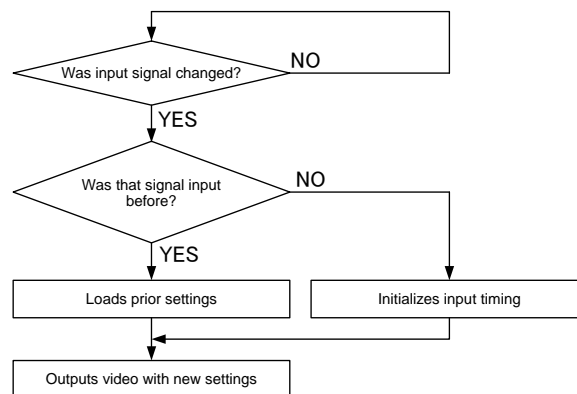 Was input signal changed?
NO
YES
Was that signal input
before?
NO
YES
Loads prior settings
Initializes input timing
Outputs video with new settings